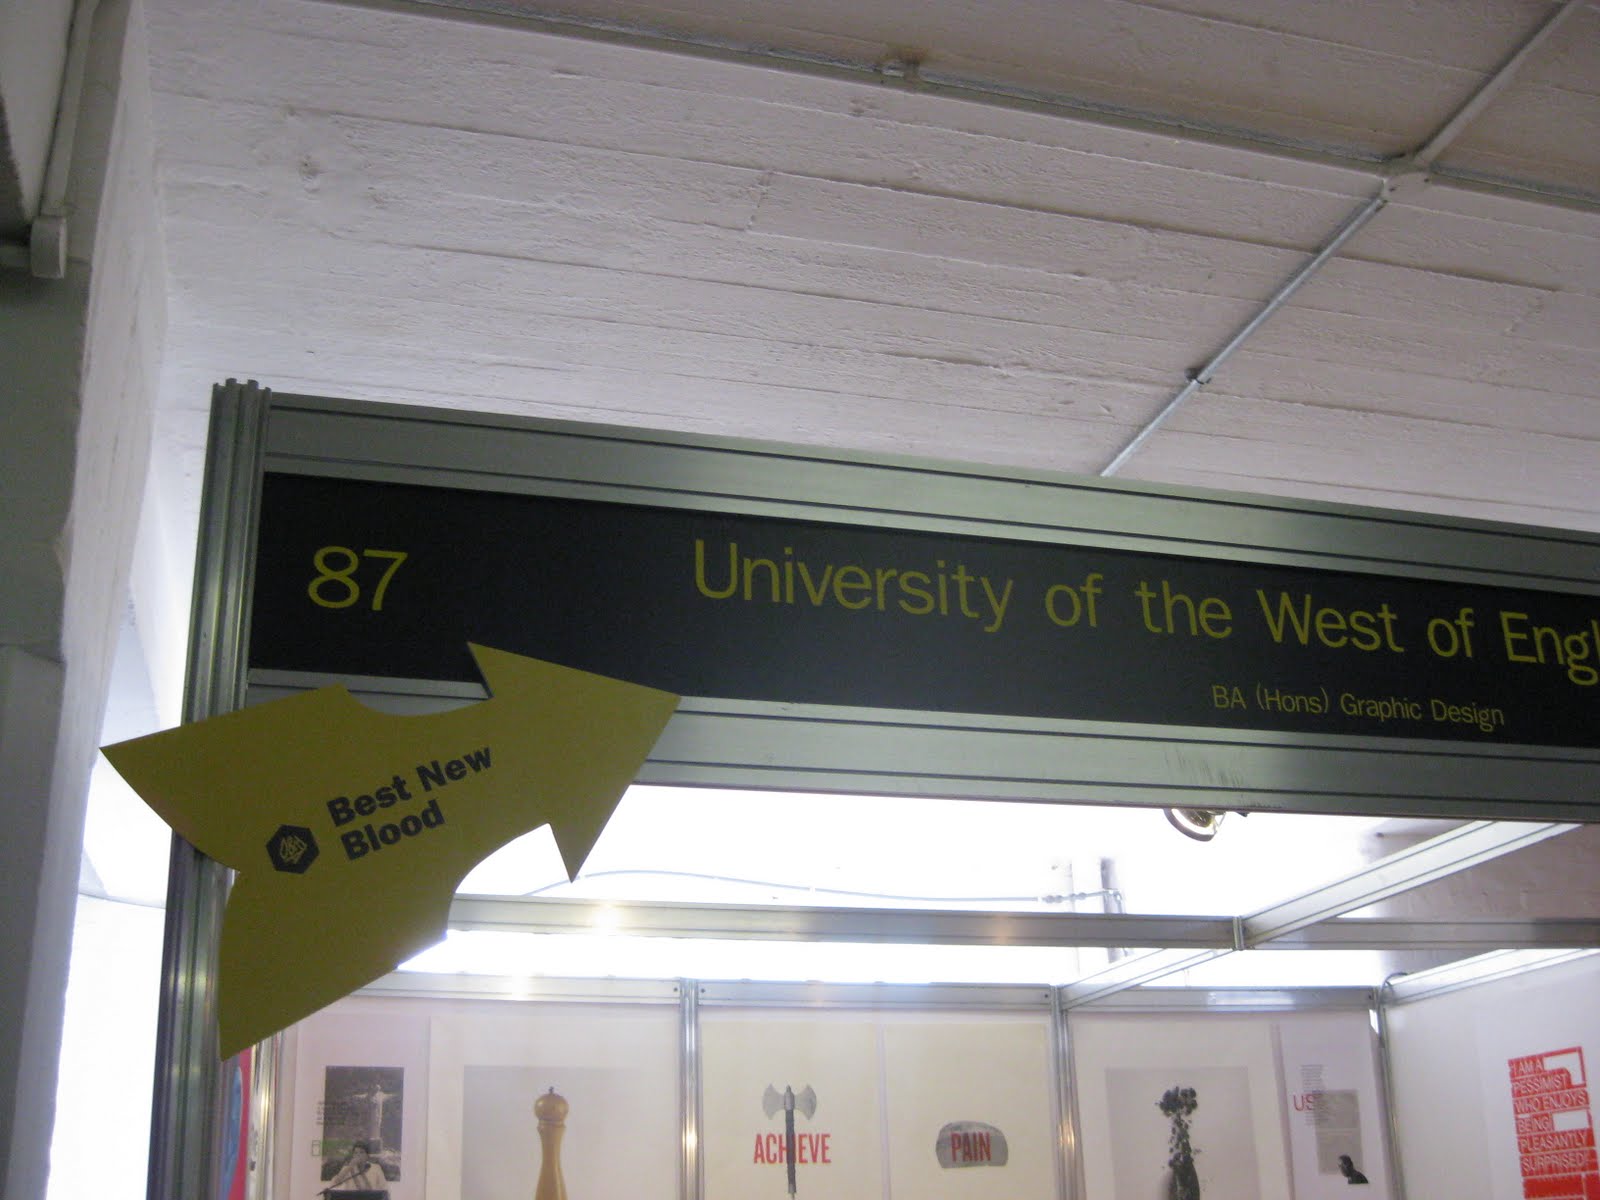 87
University of the West of Engl
BA (Hons) Graphic Design
Best New
Blood
ACHIEVE
PAIN
US
I AM A
PESSIMIST
WHO ENJOYS
BEING
PLEASANTLY
SURPRISED